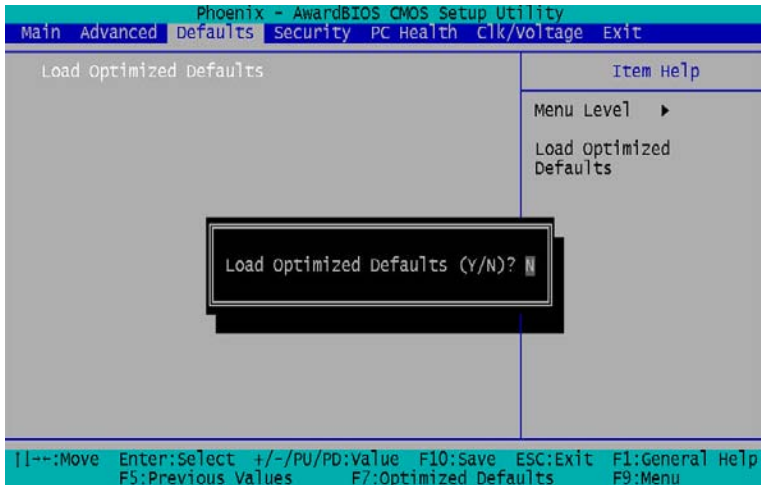 Phoenix - AwardBIOS CMOS Setup Utility
Main Advanced Defaults Security PC Health Clk/Voltage Exit
Load Optimized Defaults
Item Help
Menu Level ▶
Load Optimized
Defaults
Load Optimized Defaults (Y/N)? N
↑↓→←:Move Enter:Select +/-/PU/PD:Value F10:Save ESC:Exit F1:General Help
F5:Previous Values F7:Optimized Defaults F9:Menu